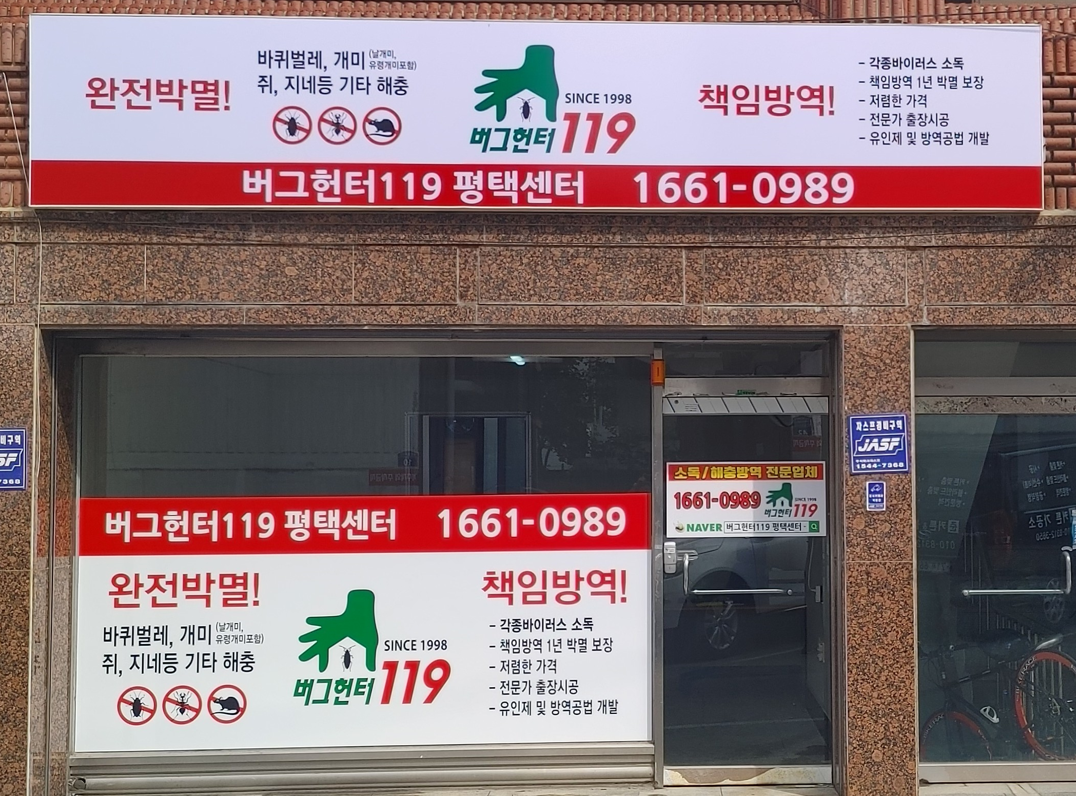 완전박멸!
바퀴벌레, 개미 (날개미,
유령개미포함)
쥐, 지네등 기타 해충
SINCE 1998
버그헌터 119
책임방역!
- 각종바이러스 소독
- 책임방역 1년 박멸 보장
- 저렴한 가격
- 전문가 출장시공
- 유인제 및 방역공법 개발
버그헌터119 평택센터 1661-0989
버그헌터119 평택센터 1661-0989
완전박멸!
바퀴벌레, 개미 (날개미,
유령개미포함)
쥐, 지네등 기타 해충
SINCE 1998
버그헌터 119
책임방역!
- 각종바이러스 소독
- 책임방역 1년 박멸 보장
- 저렴한 가격
- 전문가 출장시공
- 유인제 및 방역공법 개발
소독/해충방역 전문업체
1661-0989
SINCE 1998
버그헌터 119
NAVER 버그헌터119 평택센터
JASF
1544-7368